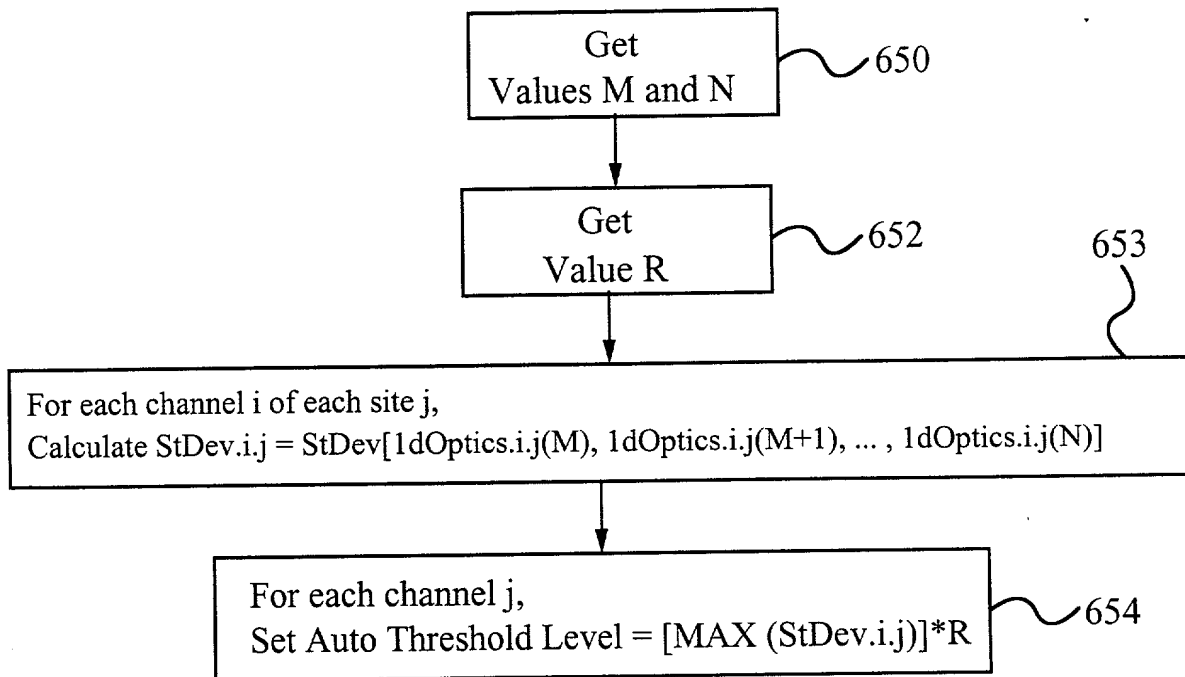 Get
Values M and N
650
Get
Value R
652
653
For each channel i of each site j,
Calculate StDev.i.j = StDev[1dOptics.i.j(M), 1dOptics.i.j(M+1), ... , 1dOptics.i.j(N)]
For each channel j,
Set Auto Threshold Level = [MAX (StDev.i.j)]*R
654